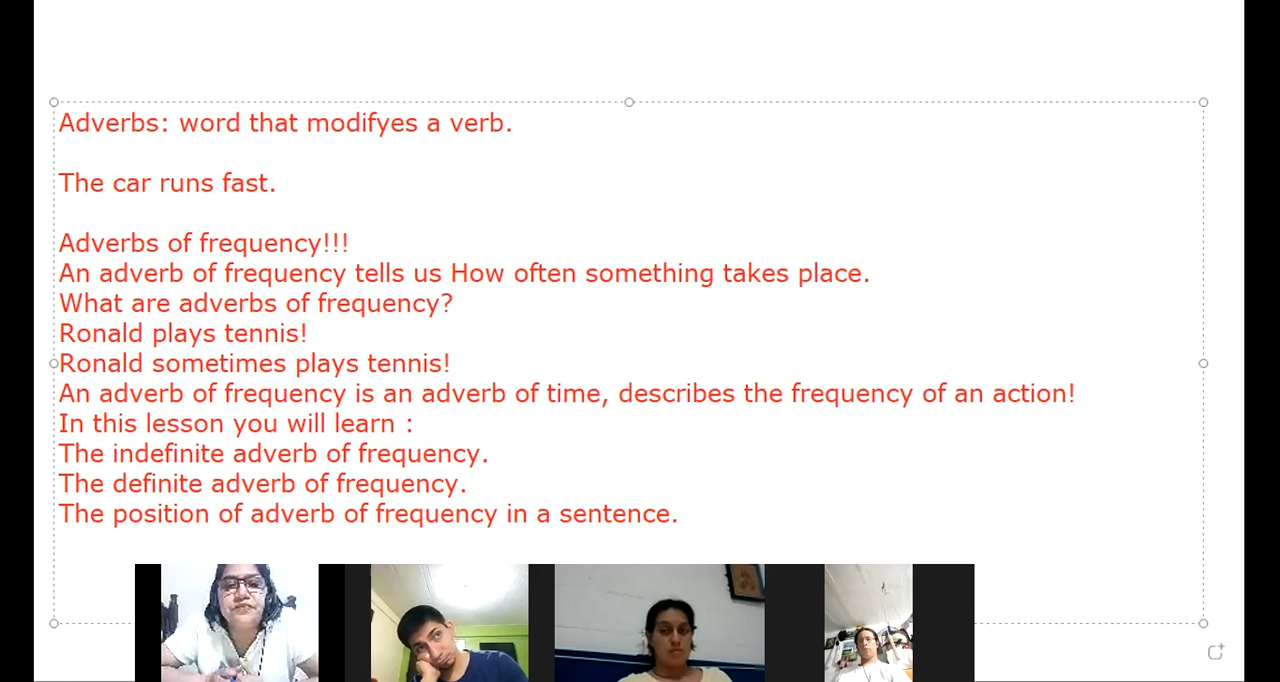 Adverbs: word that modifyes a verb.
The car runs fast.
Adverbs of frequency!!!
An adverb of frequency tells us How often something takes place.
What are adverbs of frequency?
Ronald plays tennis!
Ronald sometimes plays tennis!
An adverb of frequency is an adverb of time, describes the frequency of an action!
In this lesson you will learn :
The indefinite adverb of frequency.
The definite adverb of frequency.
The position of adverb of frequency in a sentence.